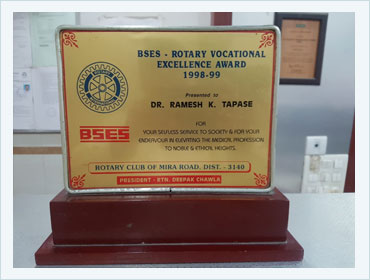 BSES - ROTARY VOCATIONAL
EXCELLENCE AWARD
1998-99
Presented to
DR. RAMESH K. TAPASE
BSES
FOR
YOUR SELFLESS SERVICE TO SOCIETY & FOR YOUR
ENDEAVOUR IN ELEVATING THE MEDICAL PROFESSION
TO NOBLE & ETHICAL HEIGHTS.
ROTARY CLUB OF MIRA ROAD, DIST. - 3140
PRESIDENT - RTN. DEEPAK CHAWLA